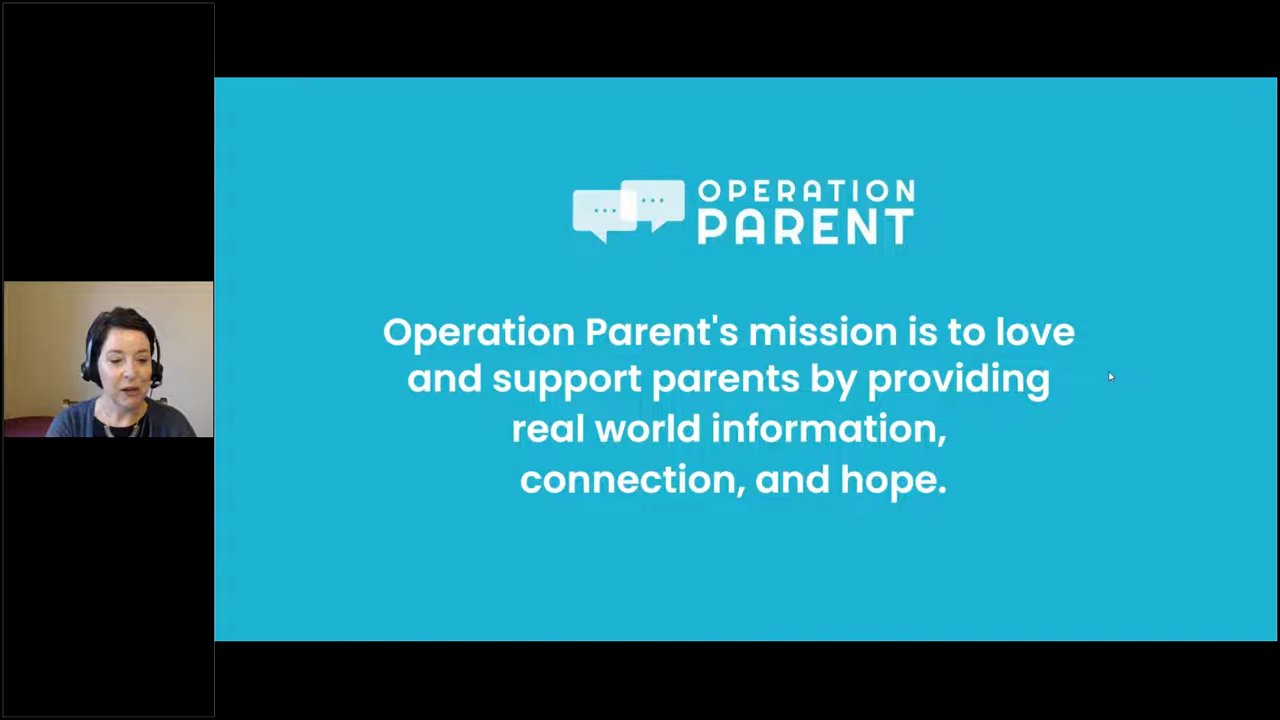 OPERATION
PARENT
Operation Parent's mission is to love
and support parents by providing
real world information,
connection, and hope.